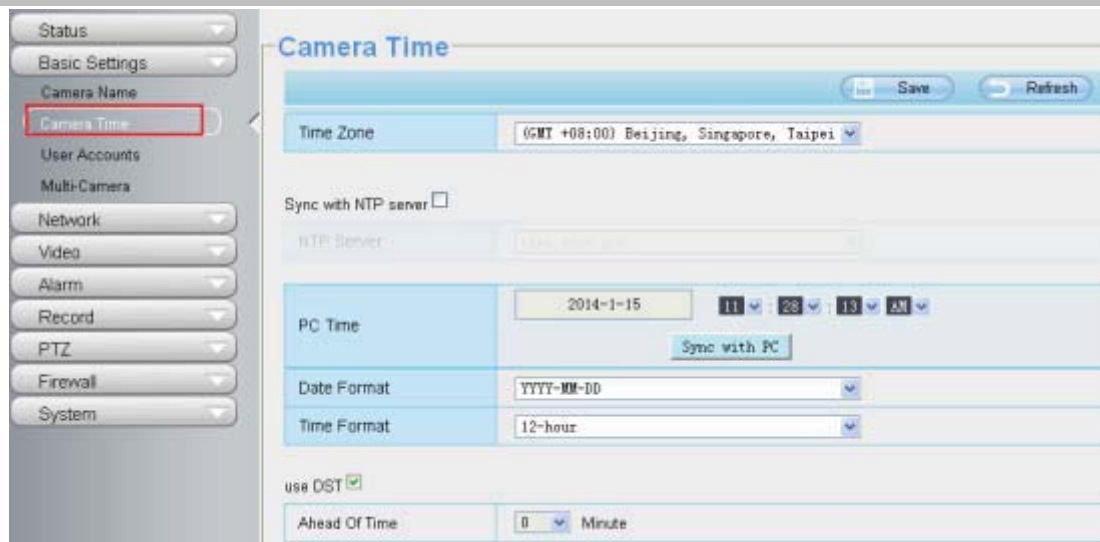 Status
Basic Settings
Camera Name
Camera Time
User Accounts
Multi-Camera
Network
Video
Alarm
Record
PTZ
Firewall
System
Camera Time
Save Refresh
Time Zone (GMT +08:00) Beijing, Singapore, Taipei
Sync with NTP server
NTP Server
PC Time 2014-1-15 11 : 28 : 13 AM
Sync with PC
Date Format YYYY-MM-DD
Time Format 12-hour
use DST
Ahead Of Time 0 Minute